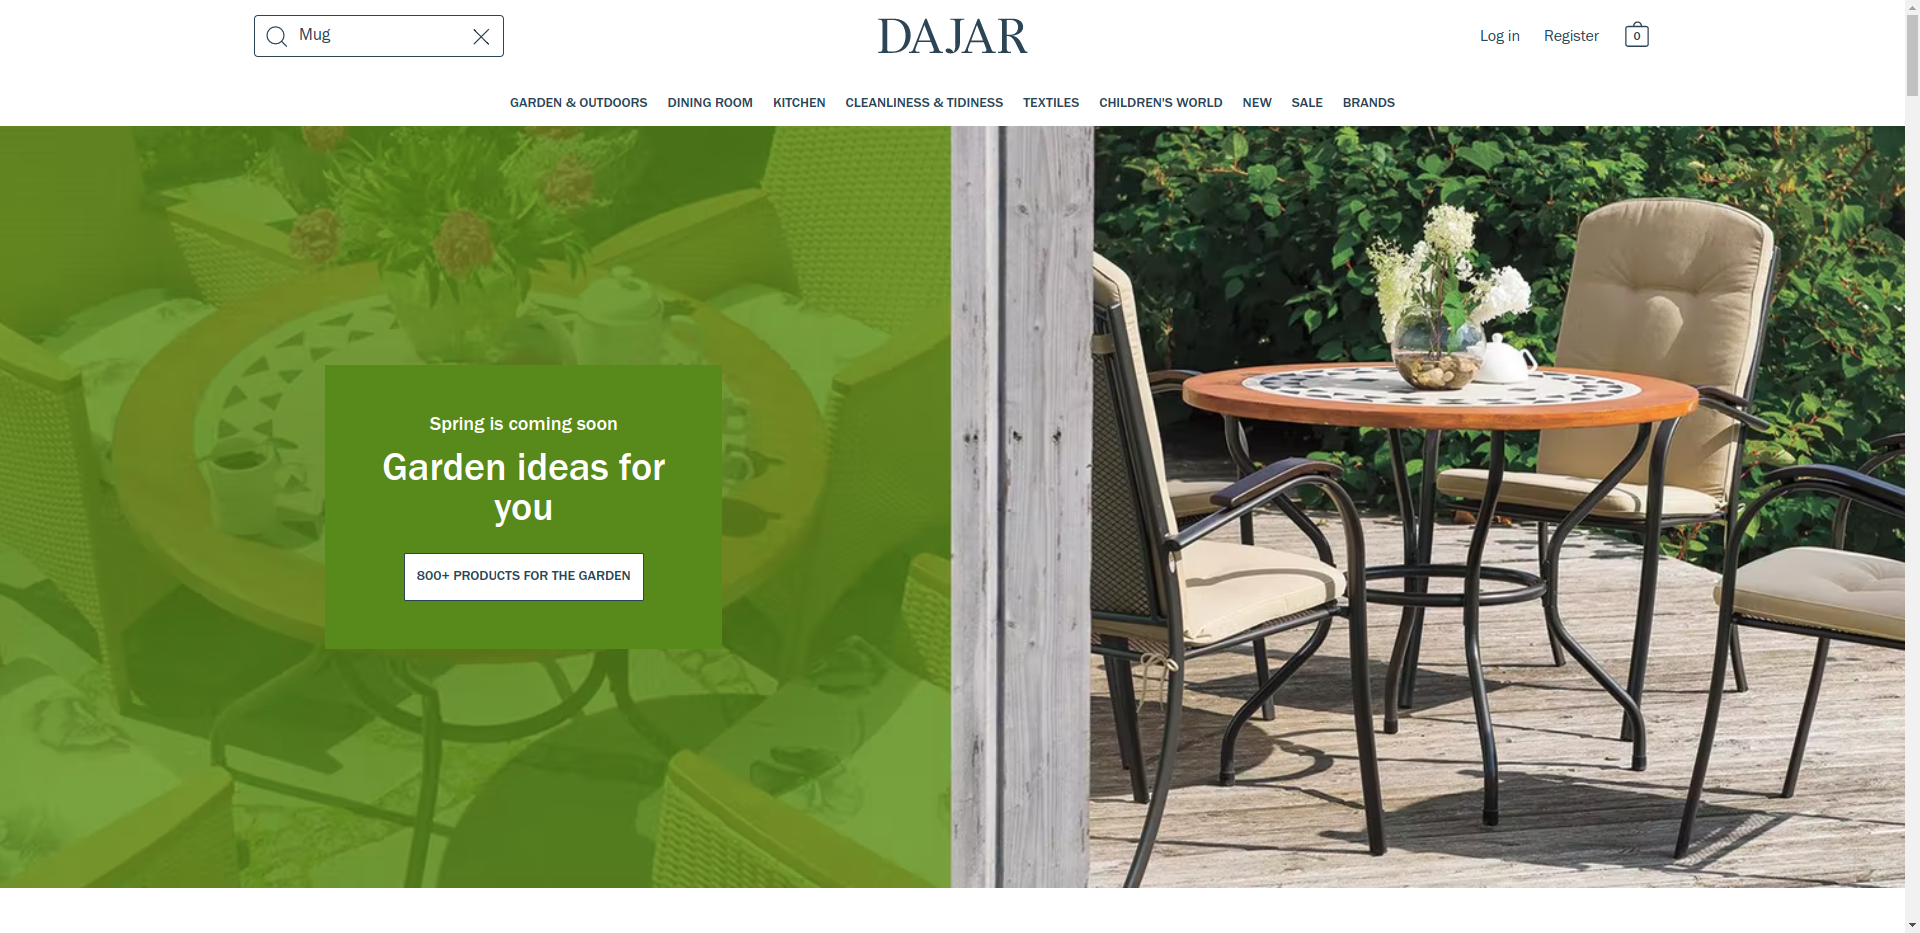 Mug
DAJAR
Log in
Register
0
GARDEN & OUTDOORS
DINING ROOM
KITCHEN
CLEANLINESS & TIDINESS
TEXTILES
CHILDREN'S WORLD
NEW
SALE
BRANDS
Spring is coming soon
Garden ideas for
you
800+ PRODUCTS FOR THE GARDEN